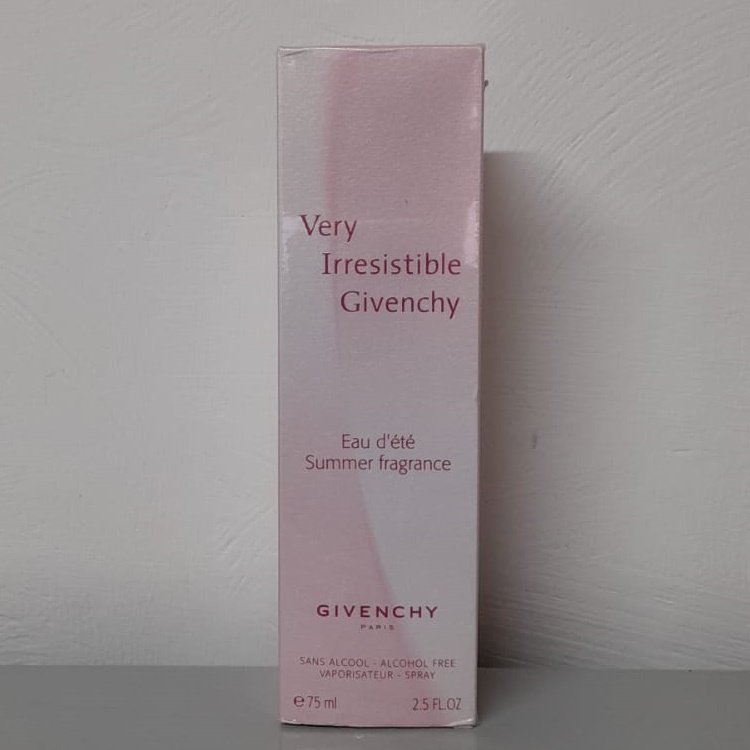 Very
Irresistible
Givenchy
Eau d'été
Summer fragrance
GIVENCHY
PARIS
SANS ALCOOL - ALCOHOL FREE
VAPORISATEUR - SPRAY
℮ 75 ml 2.5 FL.OZ